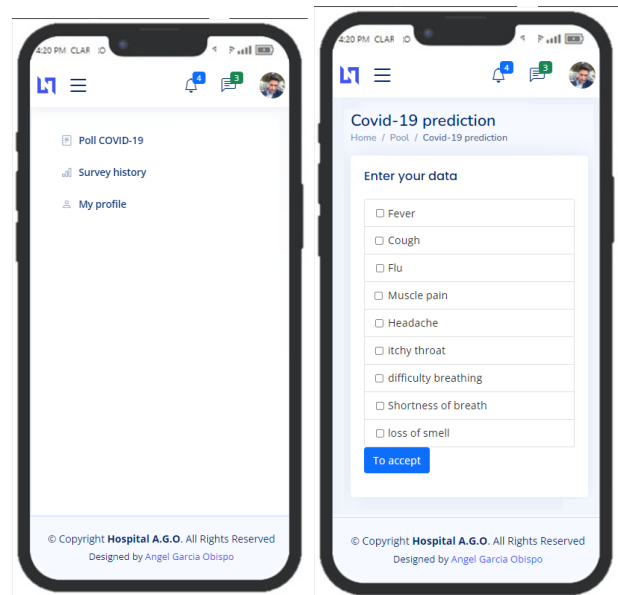 4:20 PM CLAR
4
3
Poll COVID-19
Survey history
My profile
© Copyright Hospital A.G.O. All Rights Reserved
Designed by Angel Garcia Obispo
4:20 PM CLAR
4
3
Covid-19 prediction
Home / Pool / Covid-19 prediction
Enter your data
Fever
Cough
Flu
Muscle pain
Headache
itchy throat
difficulty breathing
Shortness of breath
loss of smell
To accept
© Copyright Hospital A.G.O. All Rights Reserved
Designed by Angel Garcia Obispo